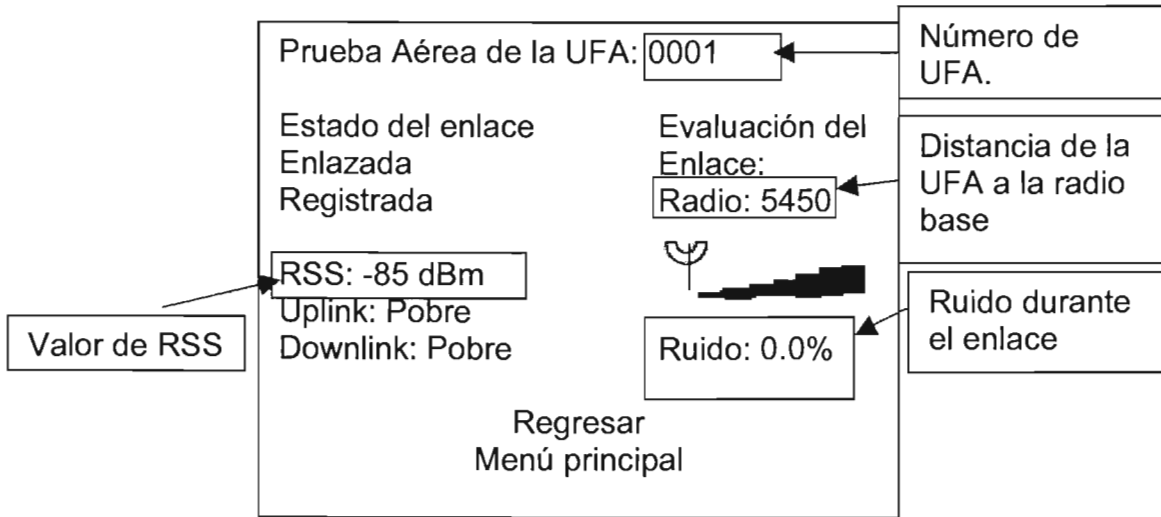 Prueba Aérea de la UFA: 0001
Número de
UFA.
Estado del enlace
Enlazada
Registrada
Evaluación del
Enlace:
Radio: 5450
Distancia de la
UFA a la radio
base
RSS: -85 dBm
Uplink: Pobre
Downlink: Pobre
Valor de RSS
Ruido: 0.0%
Ruido durante
el enlace
Regresar
Menú principal